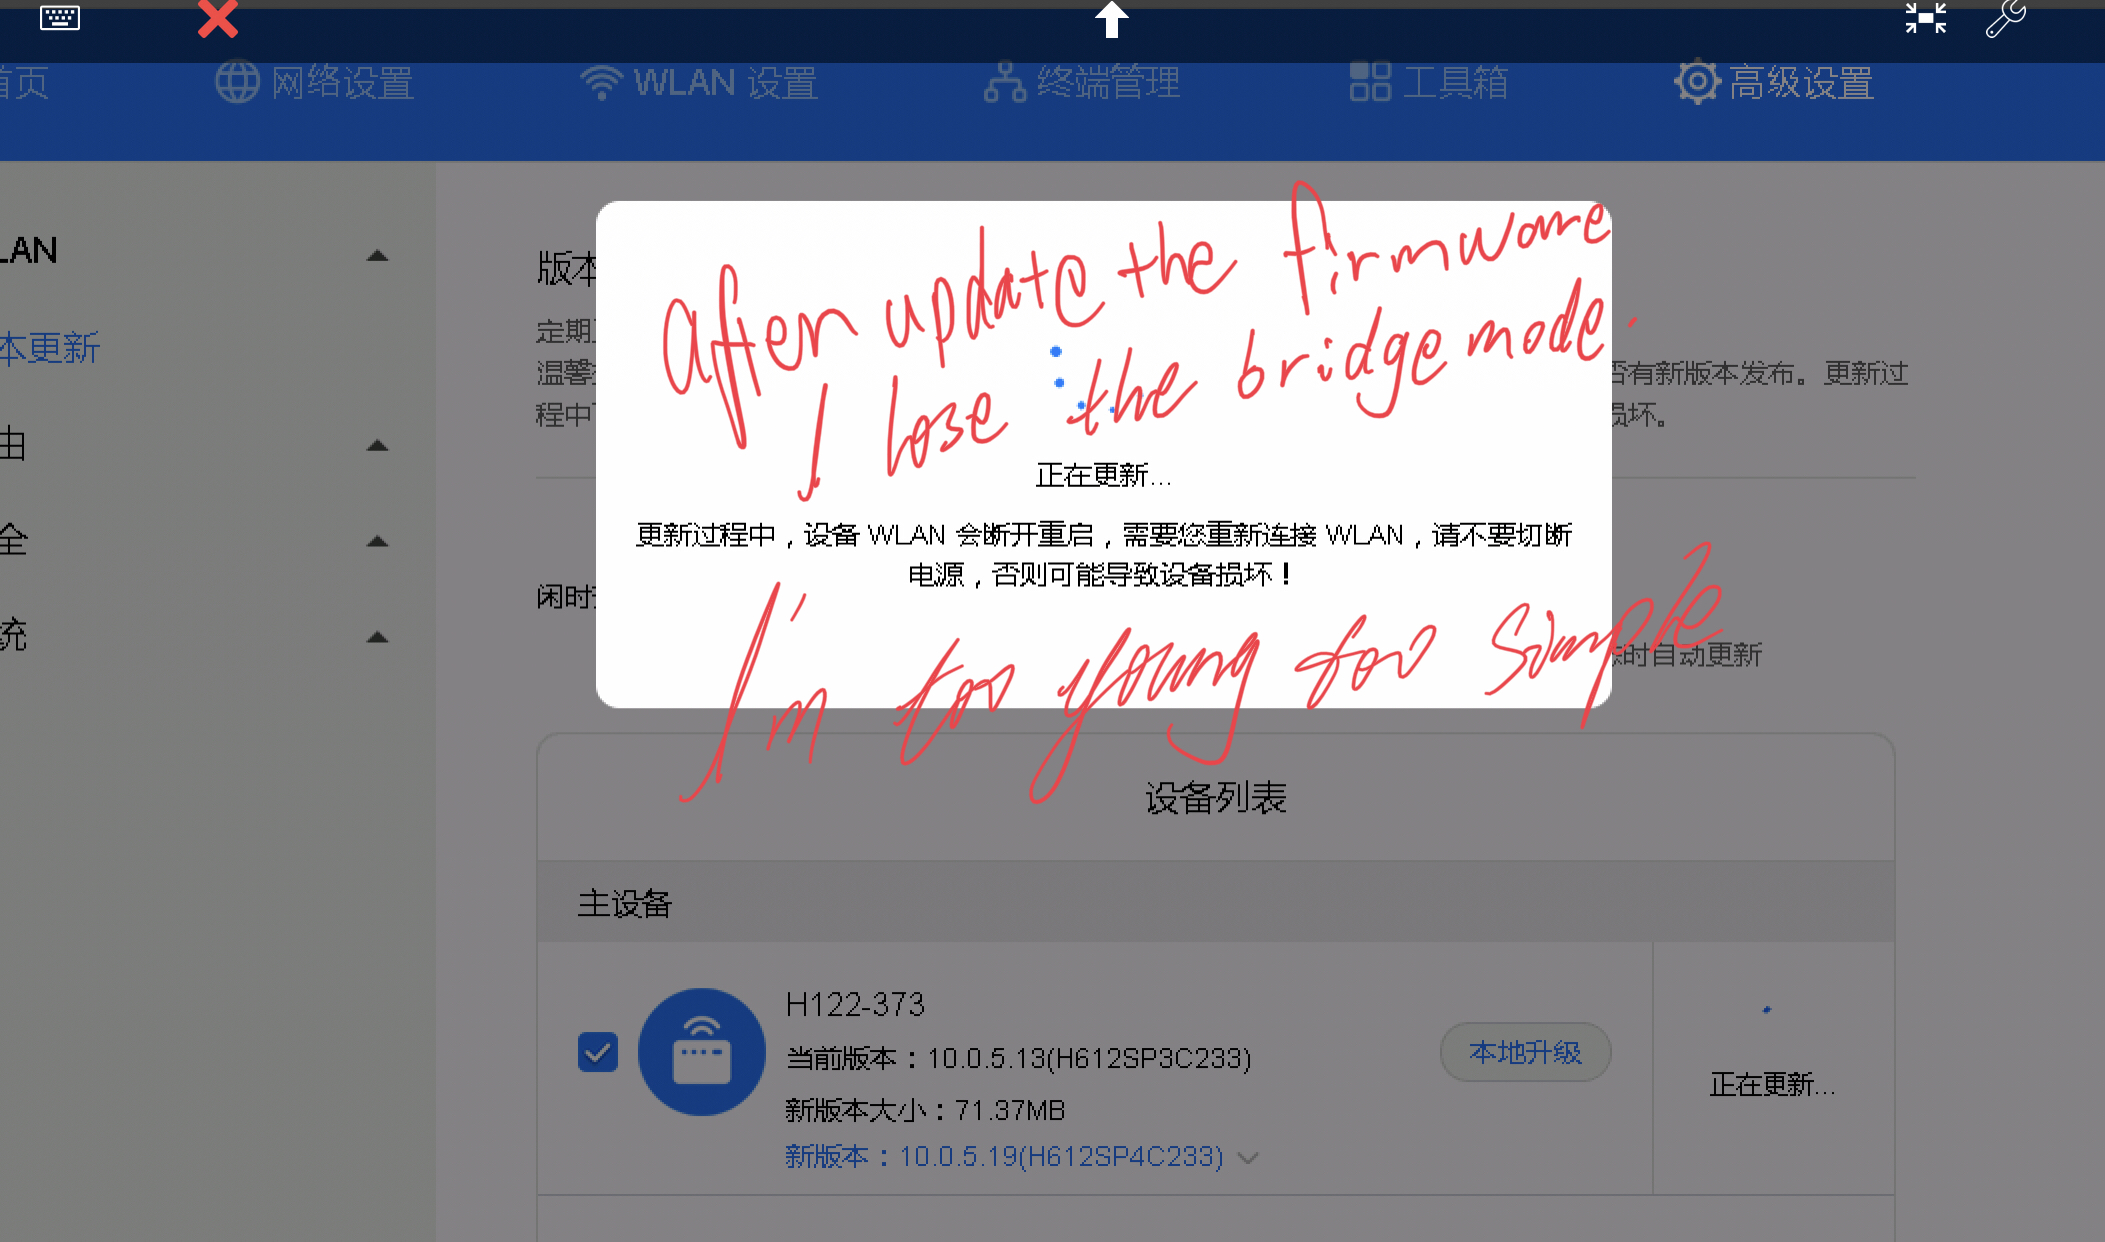 首页 网络设置 WLAN 设置 终端管理 工具箱 高级设置
LAN
本更新
由
全
统
版本
定期
温馨
否有新版本发布。更新过
程中
损坏。
After update the firmware
I lose the bridge mode.
正在更新...
更新过程中，设备 WLAN 会断开重启，需要您重新连接 WLAN，请不要切断
电源，否则可能导致设备损坏！
闲时
时自动更新
I'm too young too simple
设备列表
主设备
H122-373
当前版本：10.0.5.13(H612SP3C233)
新版本大小：71.37MB
新版本：10.0.5.19(H612SP4C233)
本地升级
正在更新...